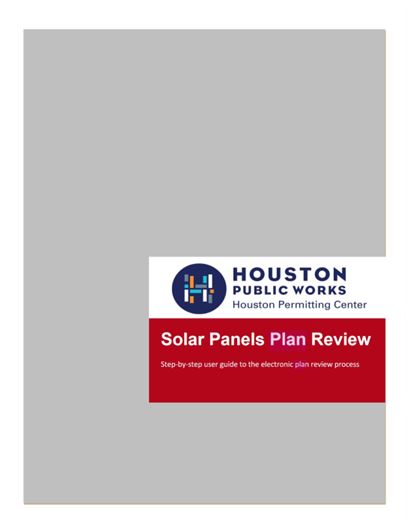 HOUSTON
PUBLIC WORKS
Houston Permitting Center
Solar Panels Plan Review
Step-by-step user guide to the electronic plan review process